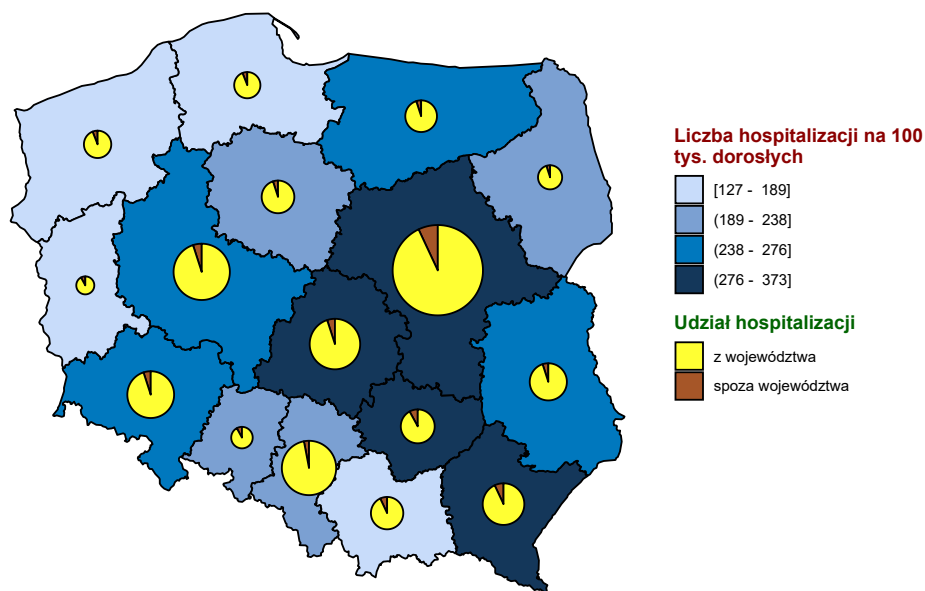 Liczba hospitalizacji na 100
tys. dorosłych
[127 - 189]
(189 - 238]
(238 - 276]
(276 - 373]
Udział hospitalizacji
z województwa
spoza województwa